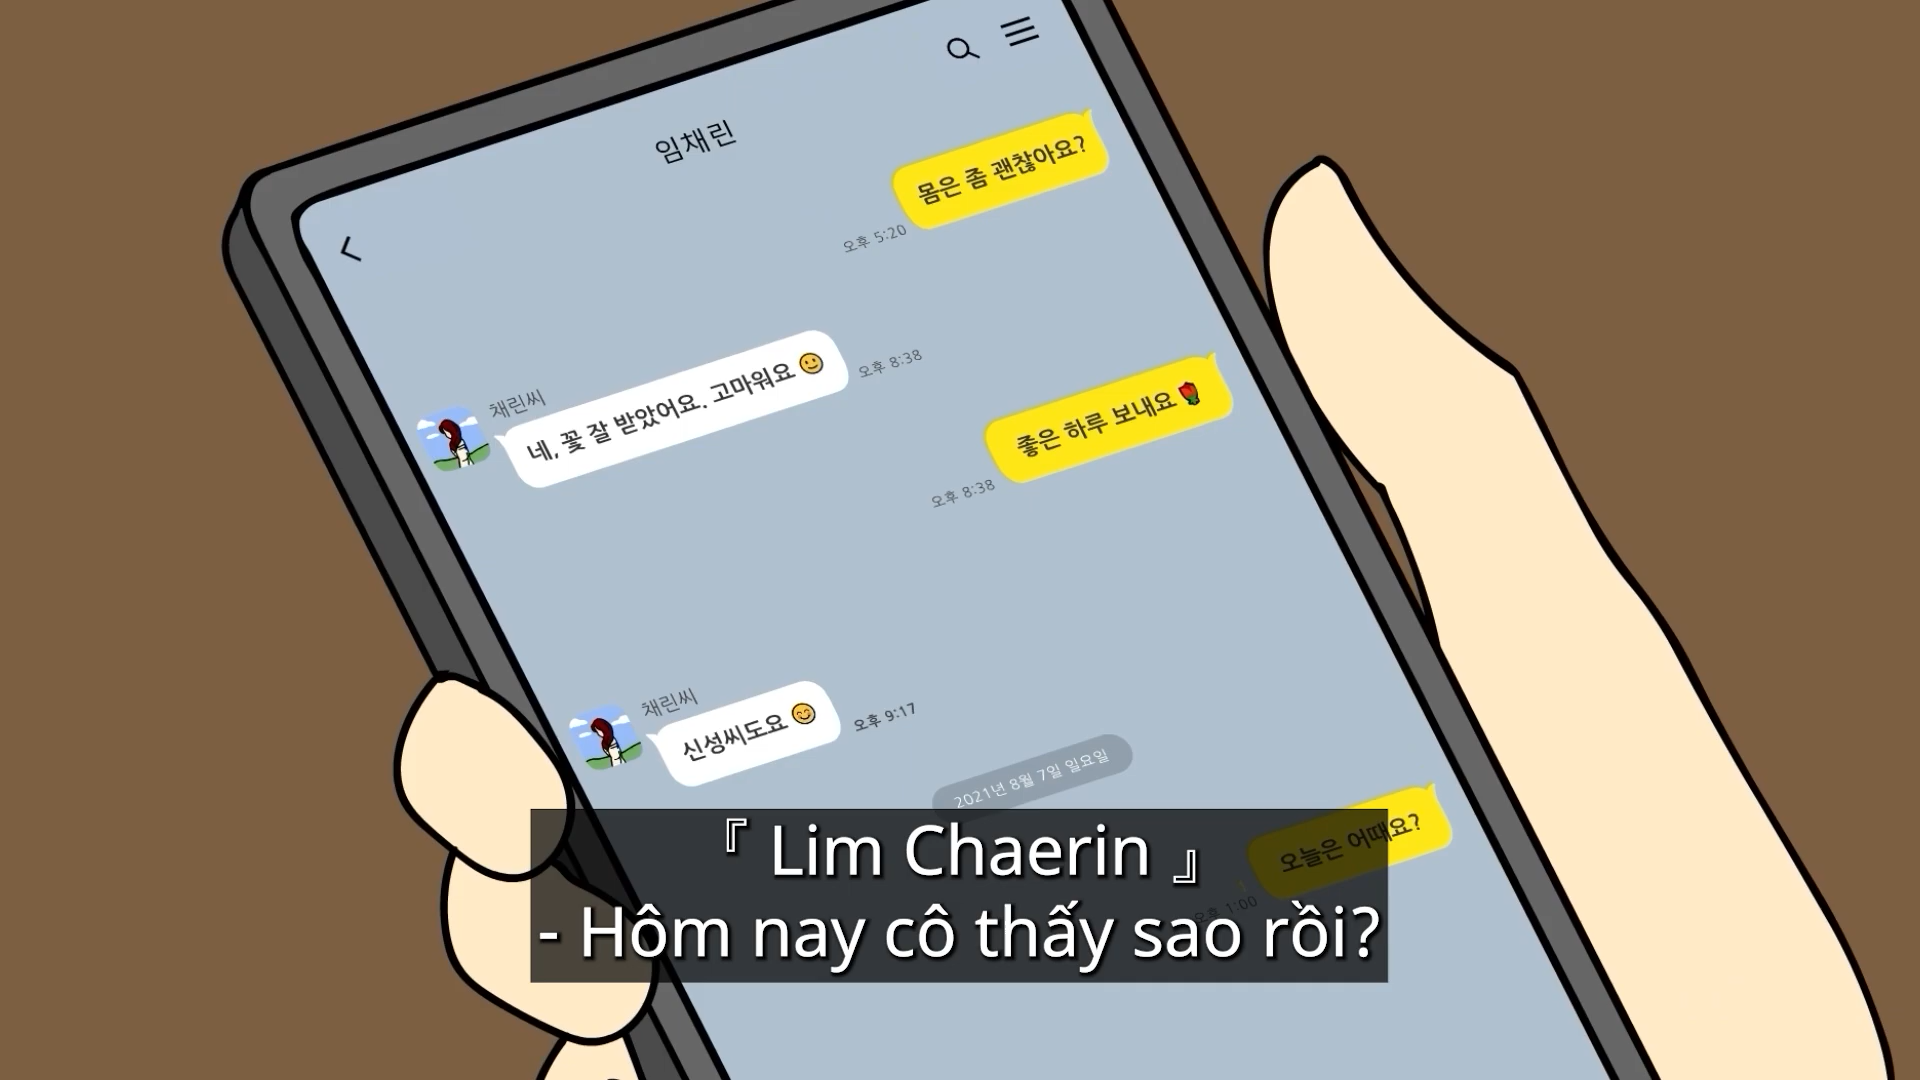 임채린
몸은 좀 괜찮아요?
오후 5:20
채린씨
네, 꽃 잘 받았어요. 고마워요 🙂
오후 8:38
좋은 하루 보내요 🌹
오후 8:38
채린씨
신성씨도요 😊
오후 9:17
2021년 8월 7일 일요일
오늘은 어때요?
오후 1:00
『 Lim Chaerin 』
- Hôm nay cô thấy sao rồi?